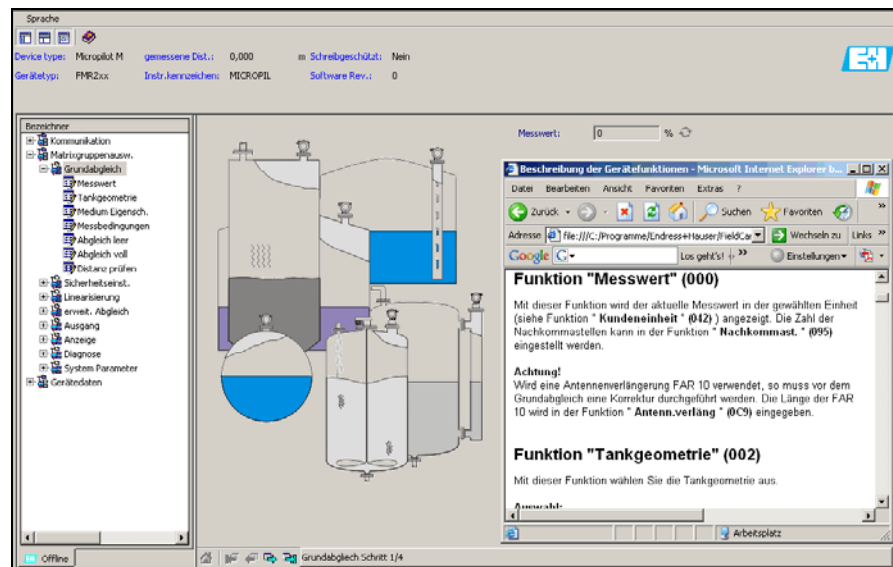 Sprache
Device type: Micropilot M gemessene Dist.: 0,000 m Schreibgeschützt: Nein
Gerätetyp: FMR2xx Instr.kennzeichen: MICROPIL Software Rev.: 0
E+H
Bezeichner
Kommunikation
Matrixgruppenausw.
Grundabgleich
Messwert
Tankgeometrie
Medium Eigensch.
Messbedingungen
Abgleich leer
Abgleich voll
Distanz prüfen
Sicherheitseinst.
Linearisierung
erweit. Abgleich
Ausgang
Anzeige
Diagnose
System Parameter
Gerätedaten
Offline
Messwert: 0 %
Beschreibung der Gerätefunktionen - Microsoft Internet Explorer b...
Datei Bearbeiten Ansicht Favoriten Extras ?
Zurück Suchen Favoriten »
Adresse file:///C:/Programme/Endress+Hauser/FieldCar Wechseln zu Links »
Google G Los geht's! » Einstellungen
Funktion "Messwert" (000)
Mit dieser Funktion wird der aktuelle Messwert in der gewählten Einheit
(siehe Funktion " Kundeneinheit " (042) ) angezeigt. Die Zahl der
Nachkommastellen kann in der Funktion " Nachkommast. " (095)
eingestellt werden.
Achtung!
Wird eine Antennenverlängerung FAR 10 verwendet, so muss vor dem
Grundabgleich eine Korrektur durchgeführt werden. Die Länge der FAR
10 wird in der Funktion " Antenn.verläng " (0C9) eingegeben.
Funktion "Tankgeometrie" (002)
Mit dieser Funktion wählen Sie die Tankgeometrie aus.
Auswahl:
Arbeitsplatz
Grundabgleich Schritt 1/4